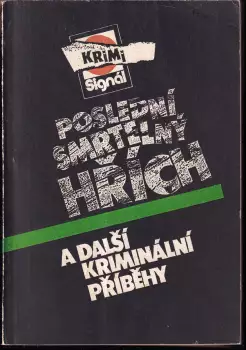 KRiMi
signál
POSLEDNÍ
SMRTELNÝ
HŘÍCH
A DALŠÍ
KRIMINÁLNÍ
PŘÍBĚHY